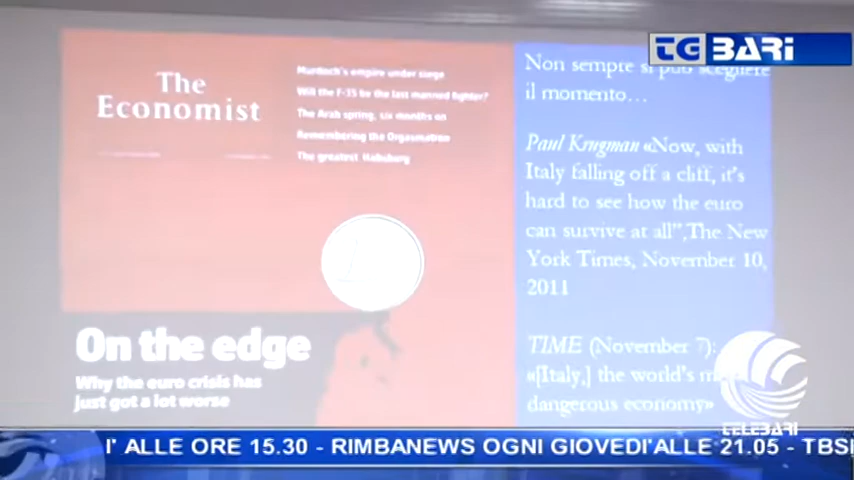 TG BARI
The
Economist
Murdoch's empire under siege
Will the F-35 be the last manned fighter?
The Arab spring, six months on
Remembering the Orgasmatron
The greatest Habsburg
On the edge
Why the euro crisis has
just got a lot worse
Non sempre si può scegliere
il momento…
Paul Krugman «Now, with
Italy falling off a cliff, it's
hard to see how the euro
can survive at all",The New
York Times, November 10,
2011
TIME (November 7):
«[Italy,] the world's
dangerous economy»
TELEBARI
I' ALLE ORE 15.30 - RIMBANEWS OGNI GIOVEDI'ALLE 21.05 - TBS